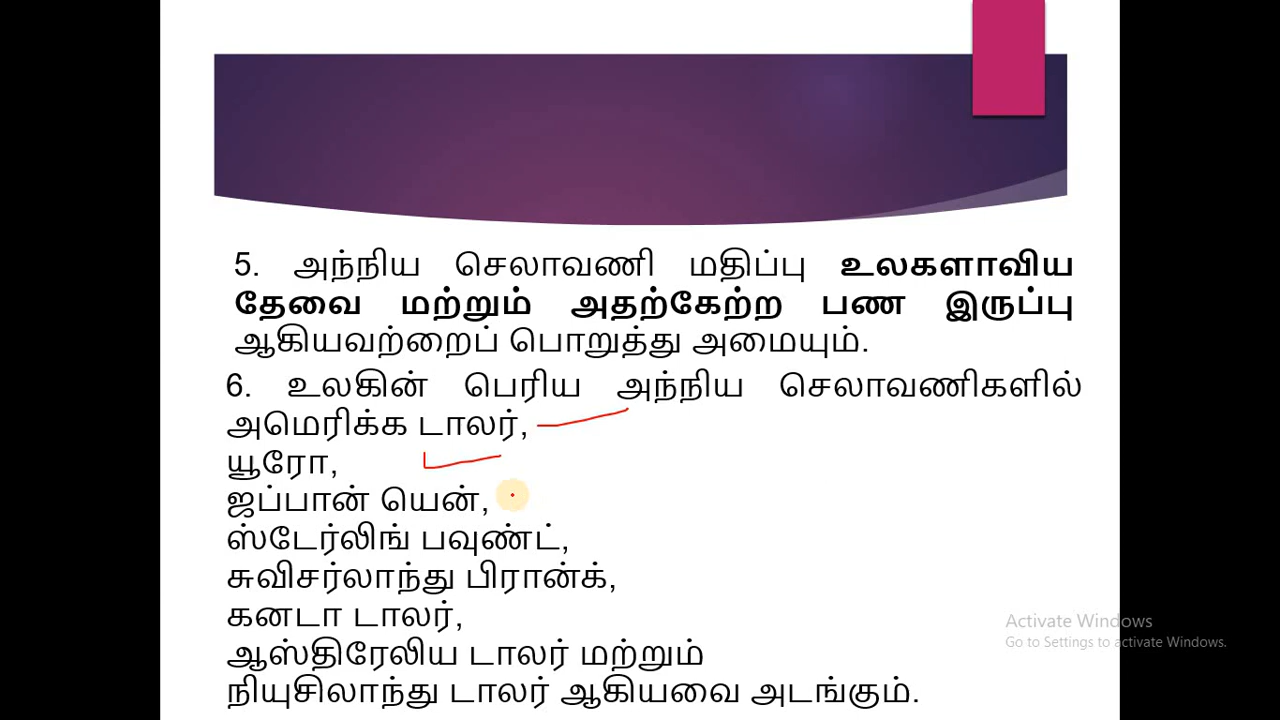 5. அந்நிய செலாவணி மதிப்பு உலகளாவிய
தேவை மற்றும் அதற்கேற்ற பண இருப்பு
ஆகியவற்றைப் பொறுத்து அமையும்.
6. உலகின் பெரிய அந்நிய செலாவணிகளில்
அமெரிக்க டாலர்,
யூரோ,
ஜப்பான் யென்,
ஸ்டேர்லிங் பவுண்ட்,
சுவிசர்லாந்து பிரான்க்,
கனடா டாலர்,
ஆஸ்திரேலிய டாலர் மற்றும்
நியுசிலாந்து டாலர் ஆகியவை அடங்கும்.
Activate Windows
Go to Settings to activate Windows.